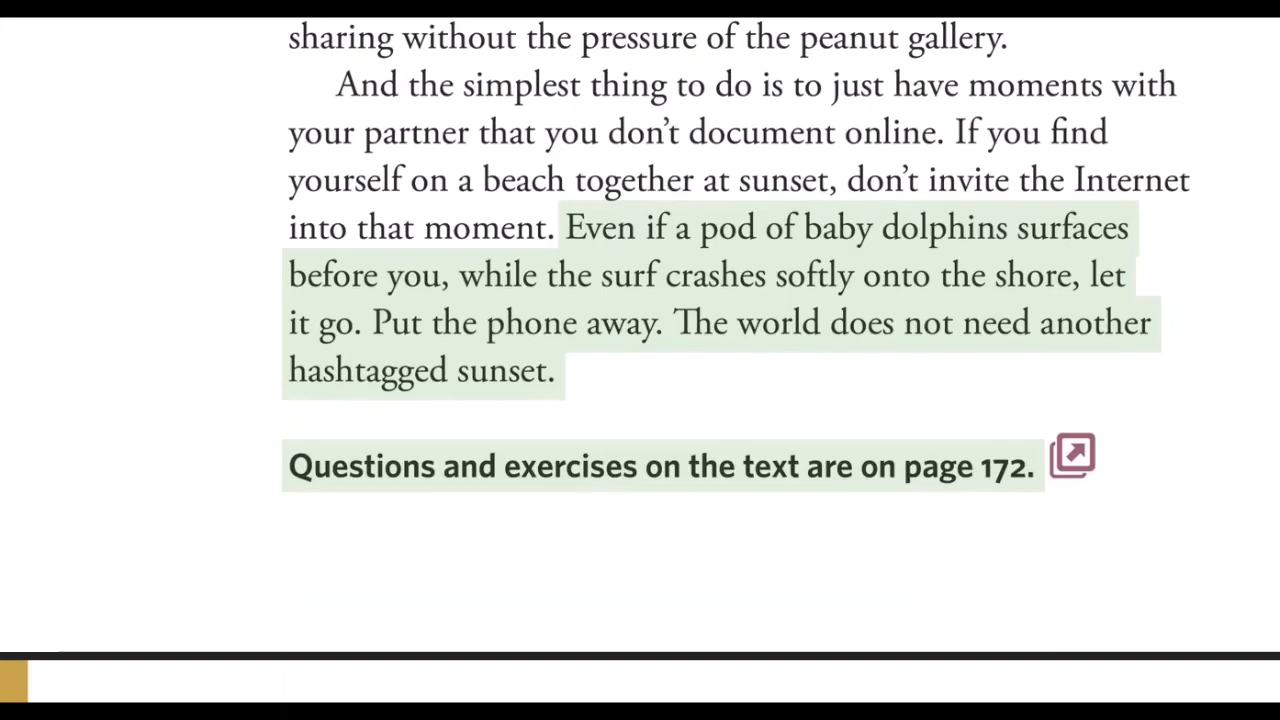 sharing without the pressure of the peanut gallery.
And the simplest thing to do is to just have moments with
your partner that you don’t document online. If you find
yourself on a beach together at sunset, don’t invite the Internet
into that moment. Even if a pod of baby dolphins surfaces
before you, while the surf crashes softly onto the shore, let
it go. Put the phone away. The world does not need another
hashtagged sunset.
Questions and exercises on the text are on page 172.